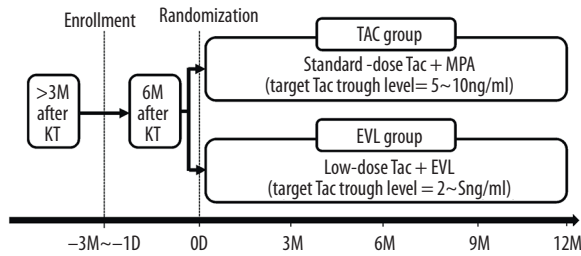 Enrollment
Randomization
>3M
after
KT
6M
after
KT
TAC group
Standard -dose Tac + MPA
(target Tac trough level= 5~10ng/ml)
EVL group
Low-dose Tac + EVL
(target Tac trough level = 2~Sng/ml)
–3M~–1D
0D
3M
6M
9M
12M